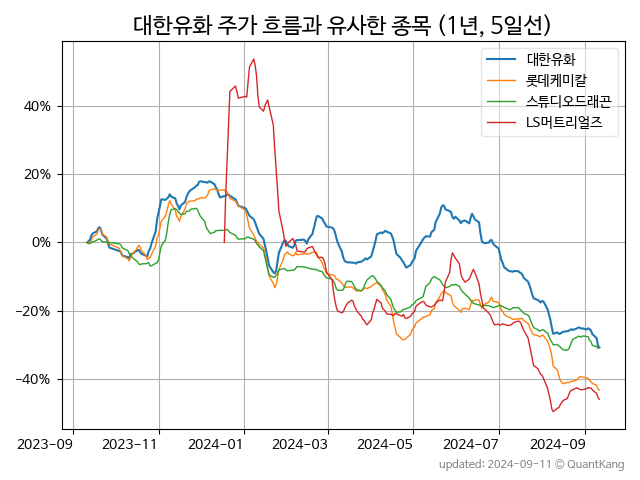 대한유화 주가 흐름과 유사한 종목 (1년, 5일선)
대한유화
롯데케미칼
스튜디오드래곤
LS머트리얼즈
40%
20%
0%
−20%
−40%
2023-09
2023-11
2024-01
2024-03
2024-05
2024-07
2024-09
updated: 2024-09-11 © QuantKang